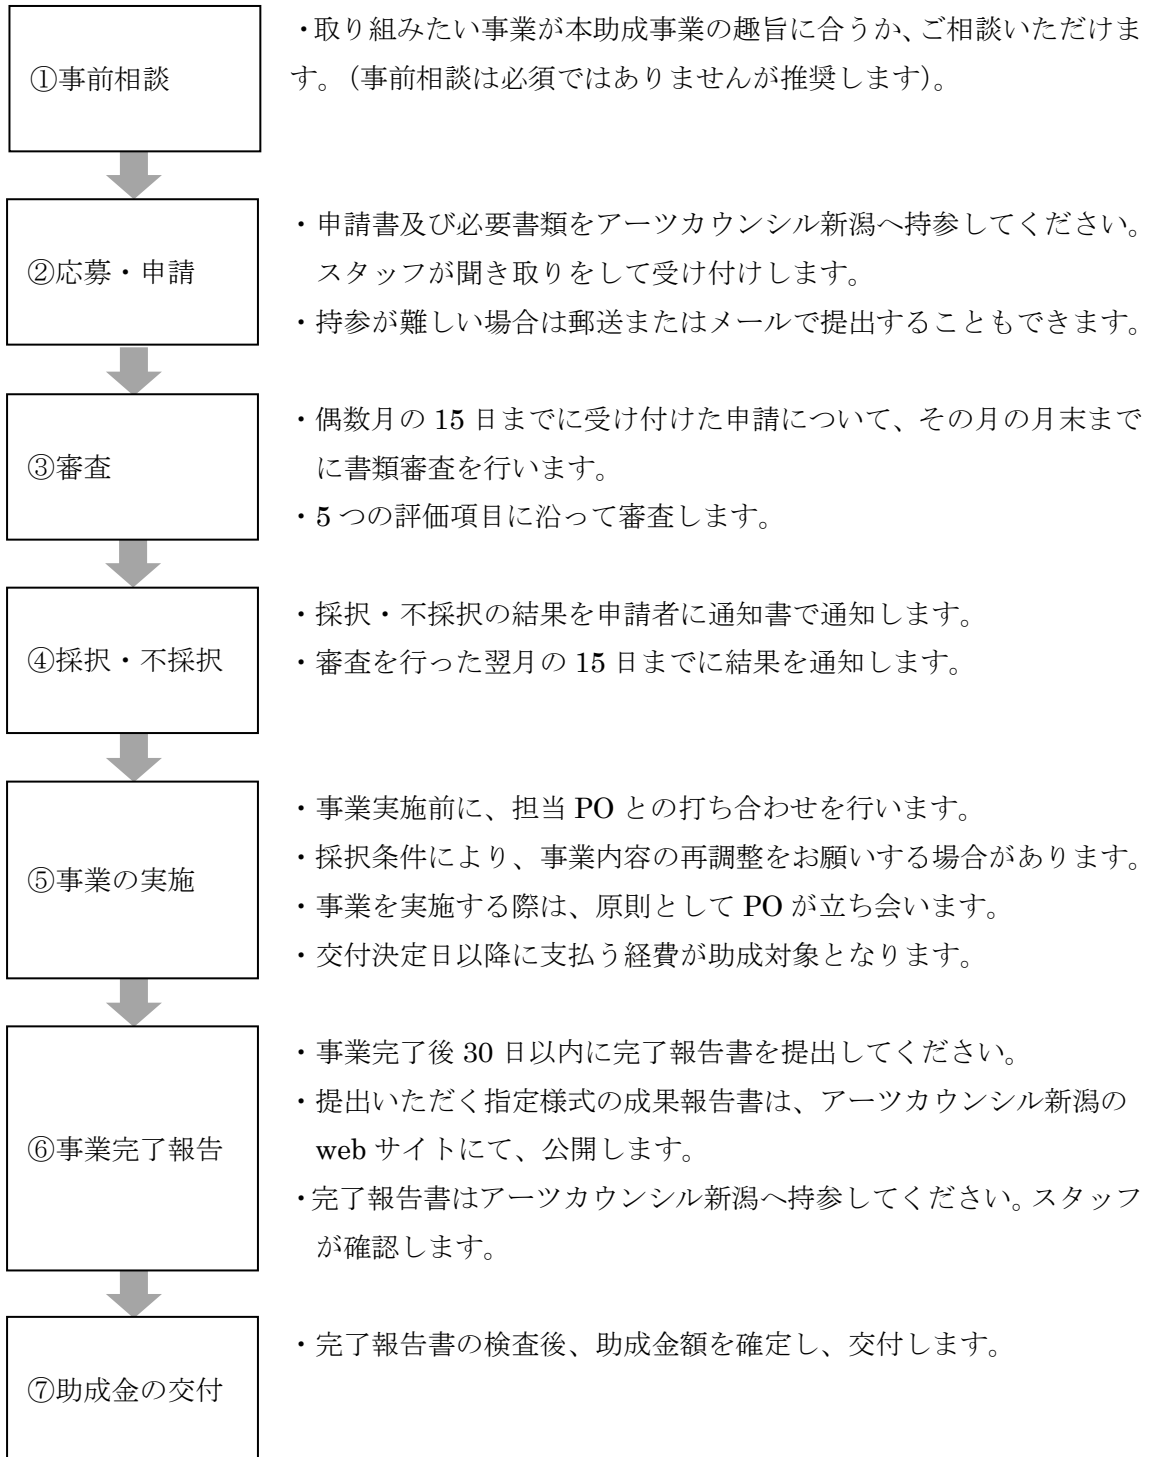 ①事前相談
・取り組みたい事業が本助成事業の趣旨に合うか、ご相談いただけま
す。（事前相談は必須ではありませんが推奨します）。
②応募・申請
・申請書及び必要書類をアーツカウンシル新潟へ持参してください。
スタッフが聞き取りをして受け付けします。
・持参が難しい場合は郵送またはメールで提出することもできます。
③審査
・偶数月の 15 日までに受け付けた申請について、その月の月末まで
に書類審査を行います。
・5 つの評価項目に沿って審査します。
④採択・不採択
・採択・不採択の結果を申請者に通知書で通知します。
・審査を行った翌月の 15 日までに結果を通知します。
⑤事業の実施
・事業実施前に、担当 PO との打ち合わせを行います。
・採択条件により、事業内容の再調整をお願いする場合があります。
・事業を実施する際は、原則として PO が立ち会います。
・交付決定日以降に支払う経費が助成対象となります。
⑥事業完了報告
・事業完了後 30 日以内に完了報告書を提出してください。
・提出いただく指定様式の成果報告書は、アーツカウンシル新潟の
web サイトにて、公開します。
・完了報告書はアーツカウンシル新潟へ持参してください。スタッフ
が確認します。
⑦助成金の交付
・完了報告書の検査後、助成金額を確定し、交付します。